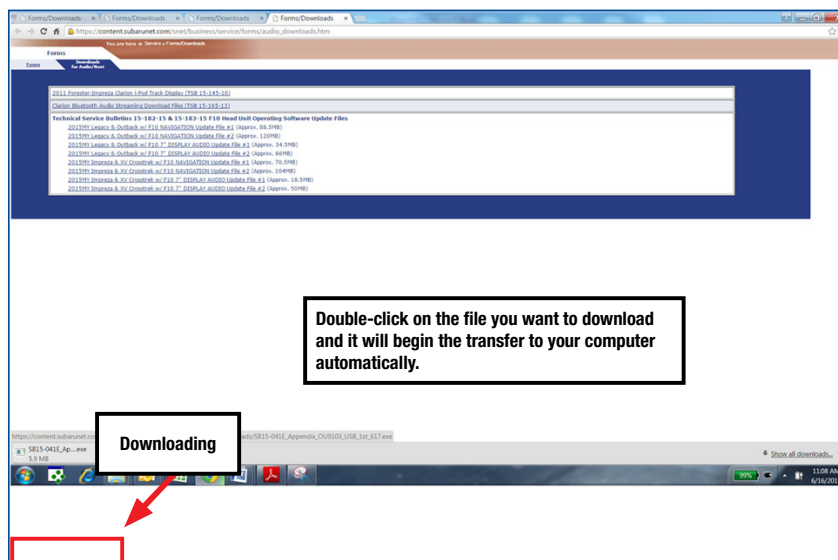 Forms/Downloads × Forms/Downloads × Forms/Downloads × Forms/Downloads ×
https://content.subarunet.com/snet/business/service/forms/audio_downloads.htm
You are here » Service » Forms/Downloads
Forms
Forms Downloads
for Audio/Navi
2011 Forester-Impreza Clarion i-Pod Track Display (TSB 15-145-10)
Clarion Bluetooth Audio Streaming Download Files (TSB 15-165-13)
Technical Service Bulletins 15-182-15 & 15-183-15 F10 Head Unit Operating Software Update Files
2015MY Legacy & Outback w/ F10 NAVIGATION Update File #1 (Approx. 88.5MB)
2015MY Legacy & Outback w/ F10 NAVIGATION Update File #2 (Approx. 120MB)
2015MY Legacy & Outback w/ F10 7" DISPLAY AUDIO Update File #1 (Approx. 34.5MB)
2015MY Legacy & Outback w/ F10 7" DISPLAY AUDIO Update File #2 (Approx. 66MB)
2015MY Impreza & XV Crosstrek w/ F10 NAVIGATION Update File #1 (Approx. 70.5MB)
2015MY Impreza & XV Crosstrek w/ F10 NAVIGATION Update File #2 (Approx. 104MB)
2015MY Impreza & XV Crosstrek w/ F10 7" DISPLAY AUDIO Update File #1 (Approx. 18.5MB)
2015MY Impreza & XV Crosstrek w/ F10 7" DISPLAY AUDIO Update File #2 (Approx. 50MB)
Double-click on the file you want to download
and it will begin the transfer to your computer
automatically.
https://content.subarunet.co ads/SB15-041E_Appendix_OU9103_USB_1st_617.exe
Downloading
SB15-041E_Ap....exe
5.9 MB
Show all downloads...
99%
11:08 AM
6/16/201